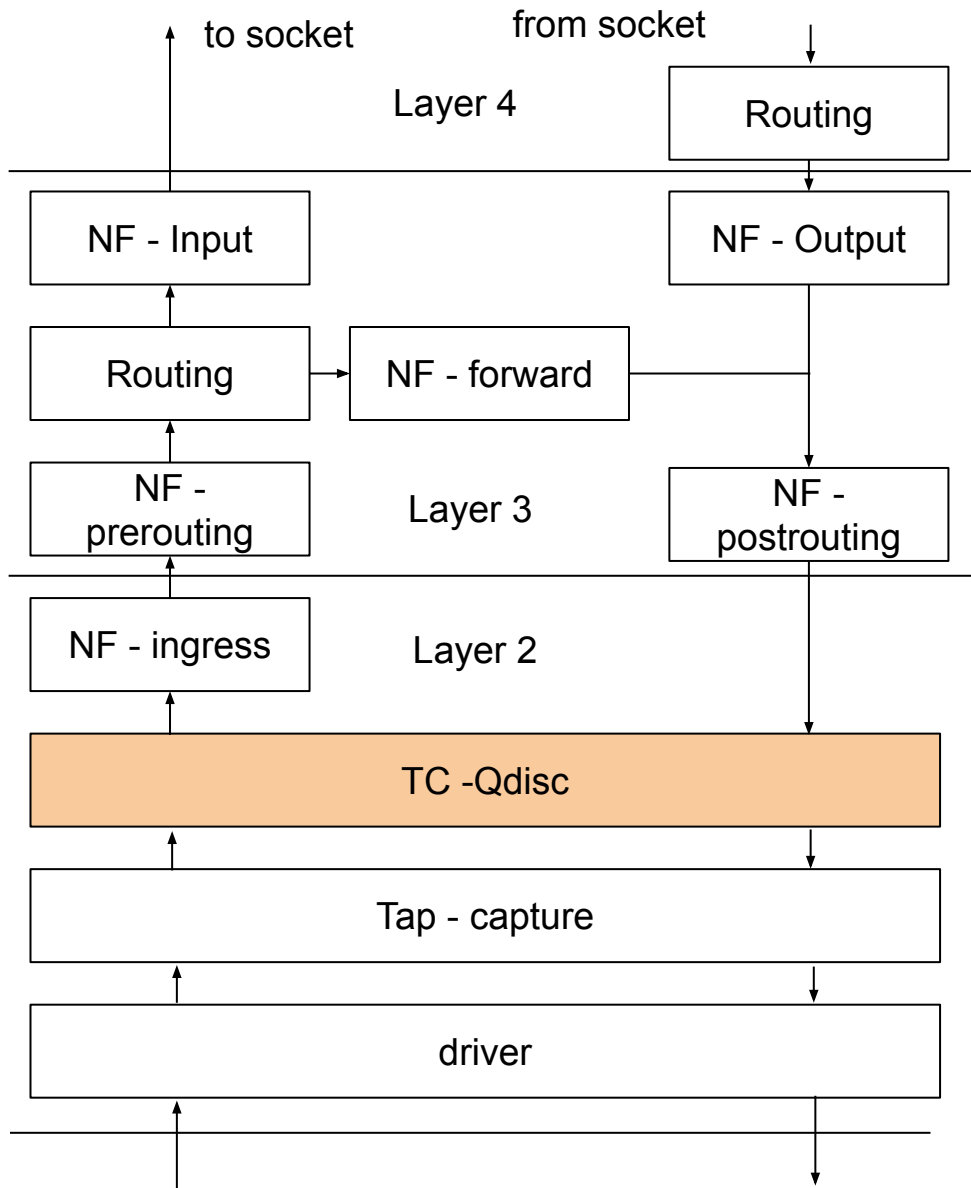 to socket
from socket
Layer 4
Routing
NF - Input
NF - Output
Routing
NF - forward
NF -
prerouting
Layer 3
NF -
postrouting
NF - ingress
Layer 2
TC -Qdisc
Tap - capture
driver